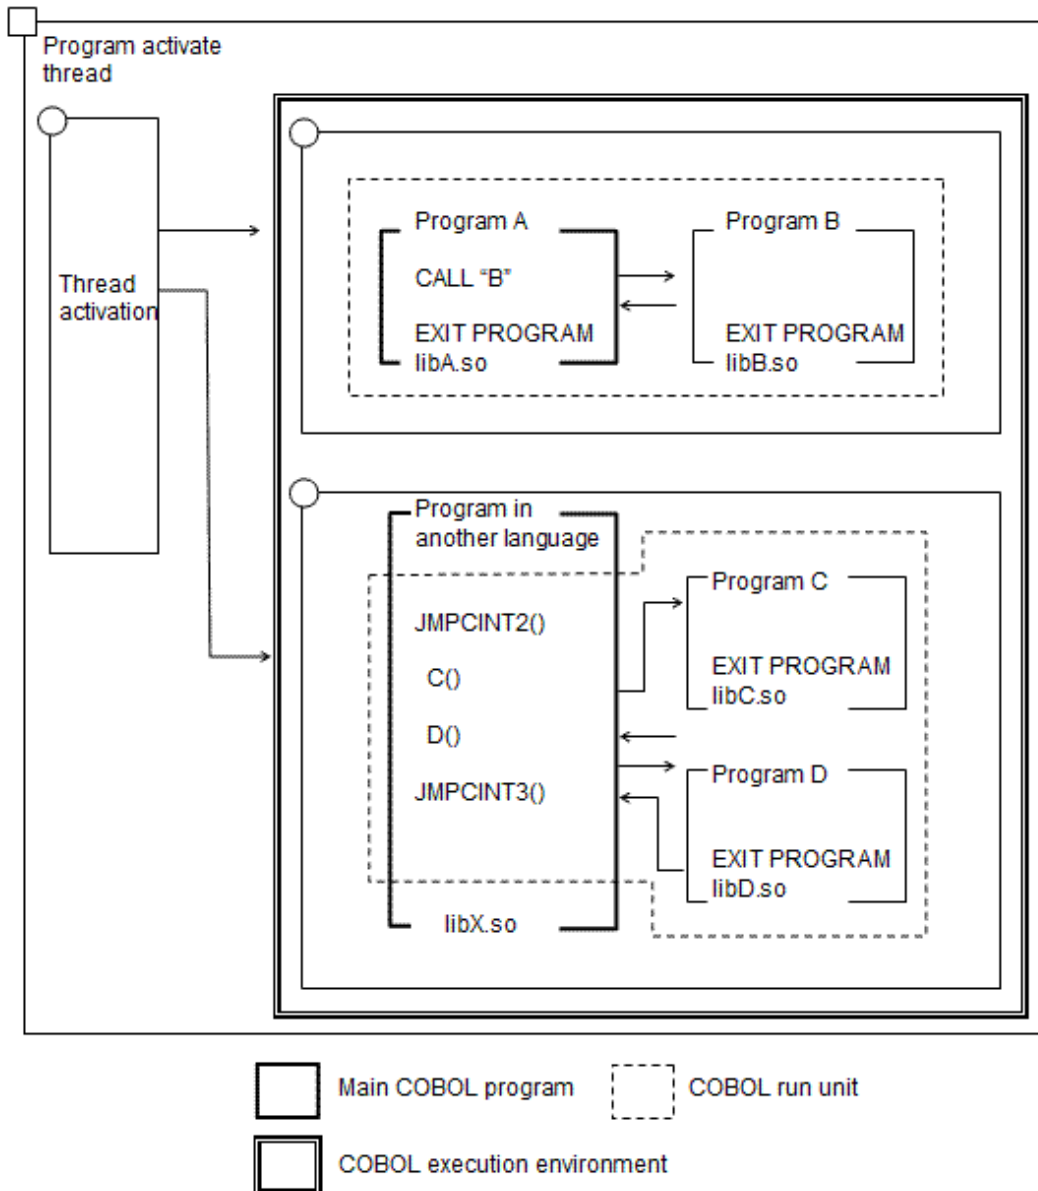 Program activate
thread
Thread
activation
Program A
CALL “B”
EXIT PROGRAM
libA.so
Program B
EXIT PROGRAM
libB.so
Program in
another language
JMPCINT2()
C()
D()
JMPCINT3()
libX.so
Program C
EXIT PROGRAM
libC.so
Program D
EXIT PROGRAM
libD.so
Main COBOL program
COBOL run unit
COBOL execution environment